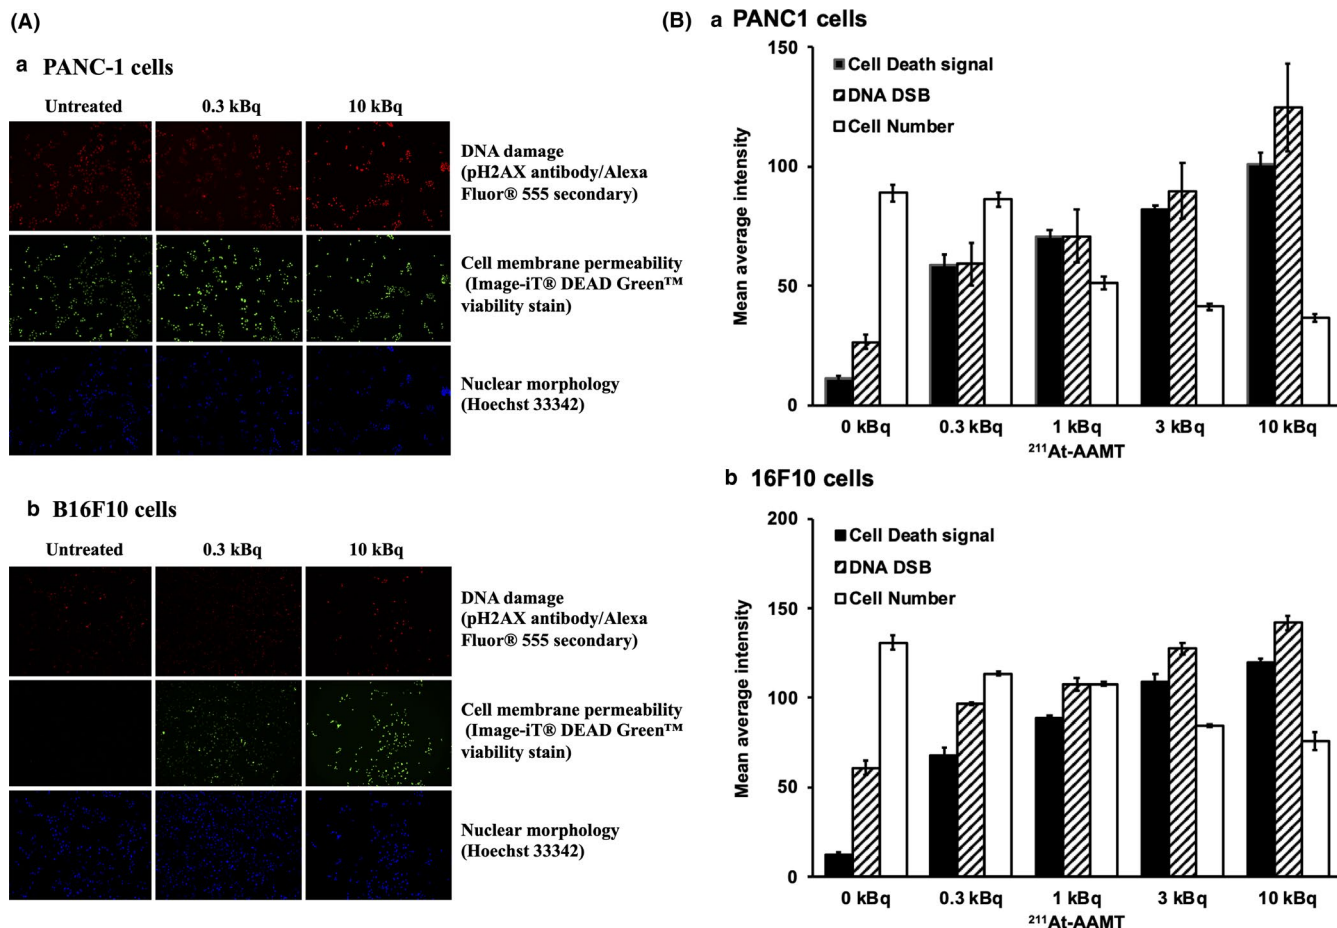 (A)
a PANC-1 cells
Untreated 0.3 kBq 10 kBq
DNA damage
(pH2AX antibody/Alexa
Fluor® 555 secondary)
Cell membrane permeability
(Image-iT® DEAD Green™
viability stain)
Nuclear morphology
(Hoechst 33342)
b B16F10 cells
Untreated 0.3 kBq 10 kBq
DNA damage
(pH2AX antibody/Alexa
Fluor® 555 secondary)
Cell membrane permeability
(Image-iT® DEAD Green™
viability stain)
Nuclear morphology
(Hoechst 33342)
(B) a PANC1 cells
Mean average intensity
150
100
50
0
Cell Death signal
DNA DSB
Cell Number
0 kBq 0.3 kBq 1 kBq 3 kBq 10 kBq
²¹¹At-AAMT
b 16F10 cells
Mean average intensity
200
150
100
50
0
Cell Death signal
DNA DSB
Cell Number
0 kBq 0.3 kBq 1 kBq 3 kBq 10 kBq
²¹¹At-AAMT